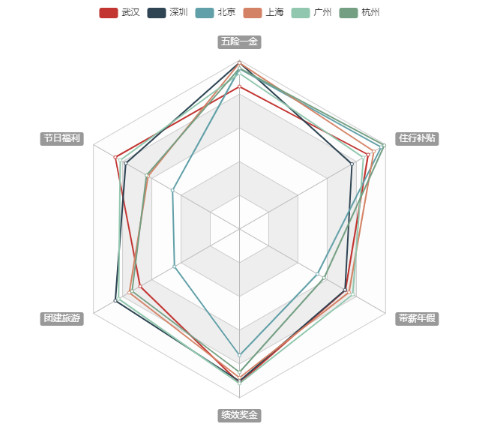 武汉 深圳 北京 上海 广州 杭州
五险一金
节日福利 住行补贴
团建旅游 带薪年假
绩效奖金